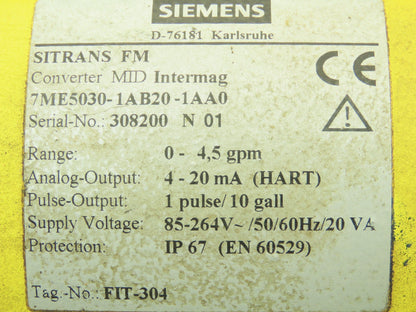 SIEMENS
D-76181 Karlsruhe
SITRANS FM
Converter MID Intermag
7ME5030-1AB20-1AA0
Serial-No.: 308200 N 01
Range: 0 - 4,5 gpm
Analog-Output: 4 - 20 mA (HART)
Pulse-Output: 1 pulse/ 10 gall
Supply Voltage: 85-264V~ /50/60Hz/20 VA
Protection: IP 67 (EN 60529)
Tag.-No.: FIT-304
CE